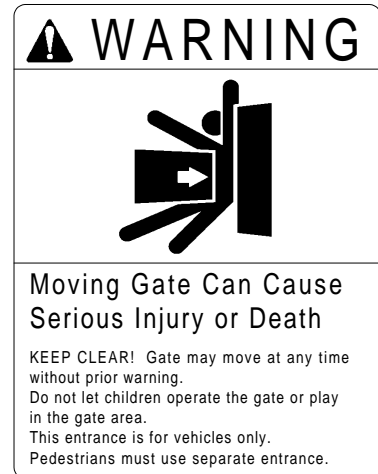 WARNING
Moving Gate Can Cause
Serious Injury or Death
KEEP CLEAR! Gate may move at any time
without prior warning.
Do not let children operate the gate or play
in the gate area.
This entrance is for vehicles only.
Pedestrians must use separate entrance.